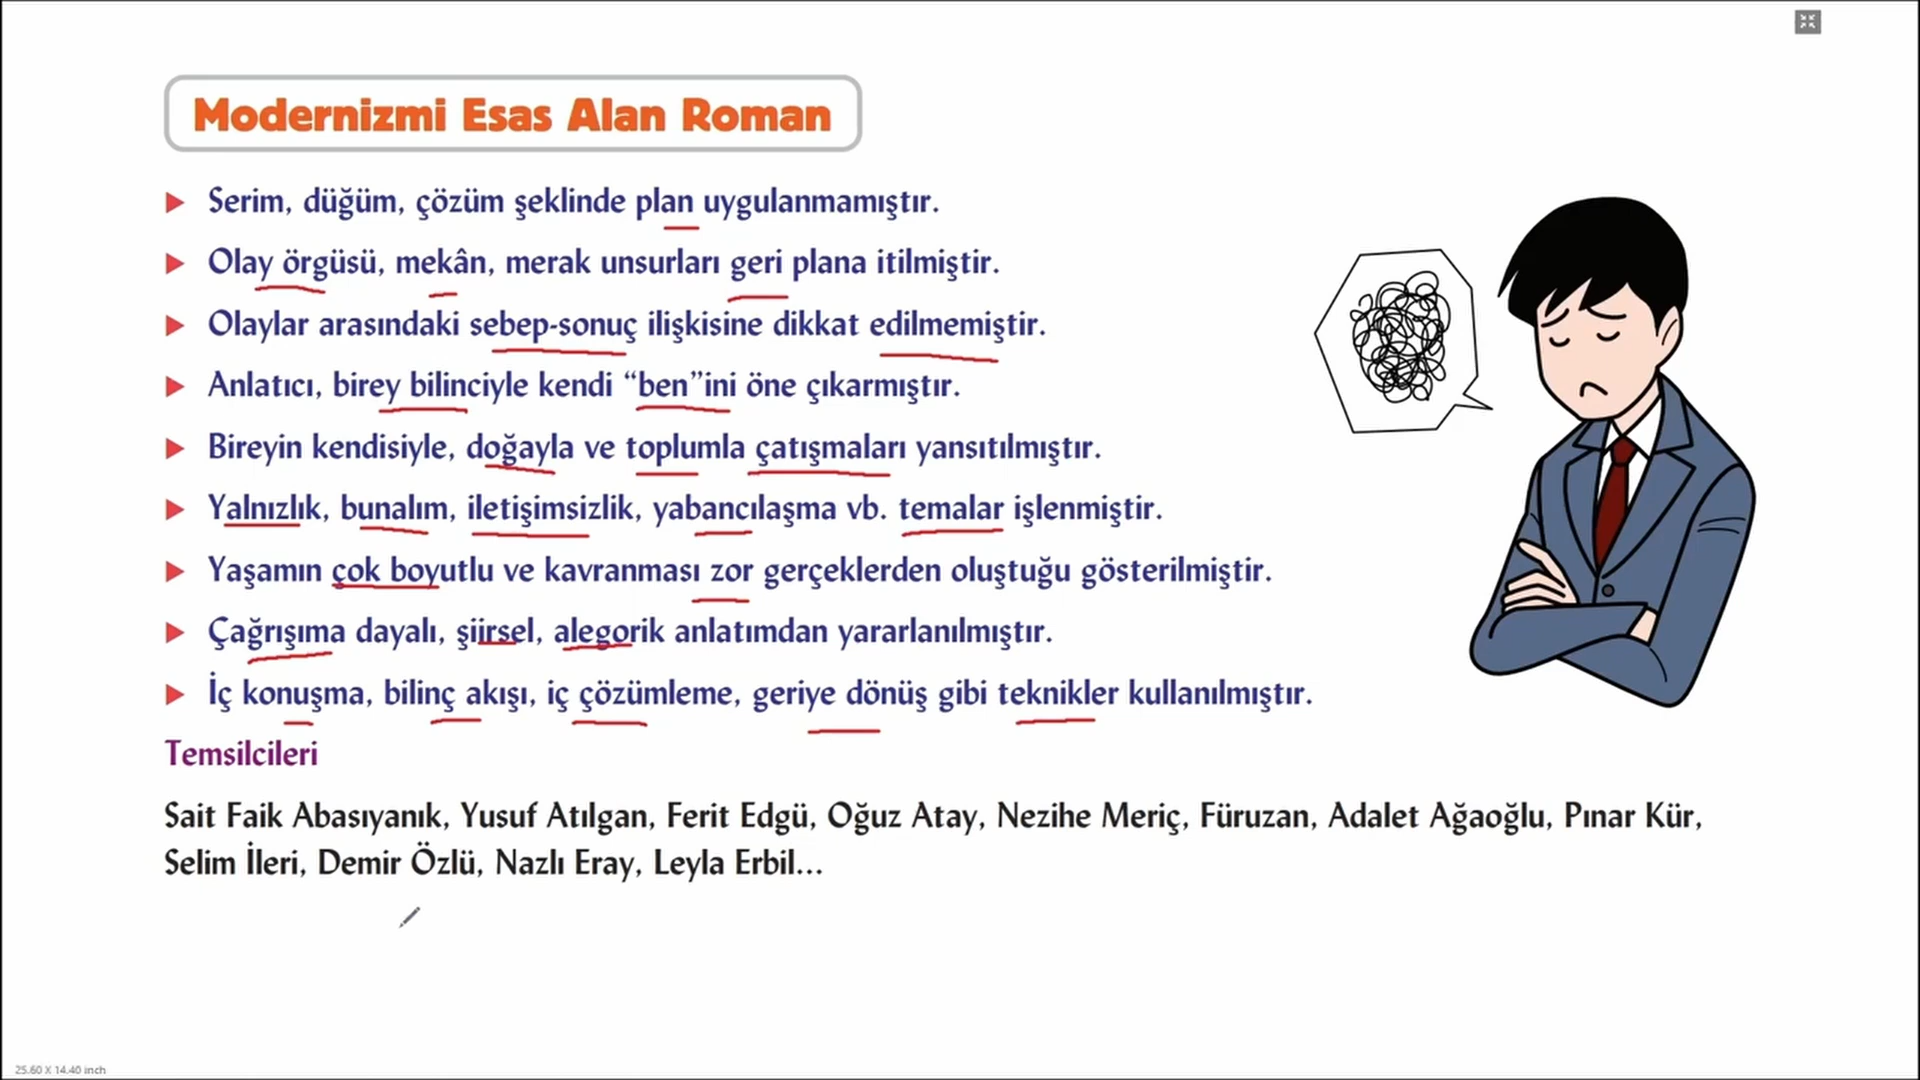 Modernizmi Esas Alan Roman
Serim, düğüm, çözüm şeklinde plan uygulanmamıştır.
Olay örgüsü, mekân, merak unsurları geri plana itilmiştir.
Olaylar arasındaki sebep-sonuç ilişkisine dikkat edilmemiştir.
Anlatıcı, birey bilinciyle kendi “ben”ini öne çıkarmıştır.
Bireyin kendisiyle, doğayla ve toplumla çatışmaları yansıtılmıştır.
Yalnızlık, bunalım, iletişimsizlik, yabancılaşma vb. temalar işlenmiştir.
Yaşamın çok boyutlu ve kavranması zor gerçeklerden oluştuğu gösterilmiştir.
Çağrışıma dayalı, şiirsel, alegorik anlatımdan yararlanılmıştır.
İç konuşma, bilinç akışı, iç çözümleme, geriye dönüş gibi teknikler kullanılmıştır.
Temsilcileri
Sait Faik Abasıyanık, Yusuf Atılgan, Ferit Edgü, Oğuz Atay, Nezihe Meriç, Füruzan, Adalet Ağaoğlu, Pınar Kür,
Selim İleri, Demir Özlü, Nazlı Eray, Leyla Erbil...
25.60 X 14.40 inch